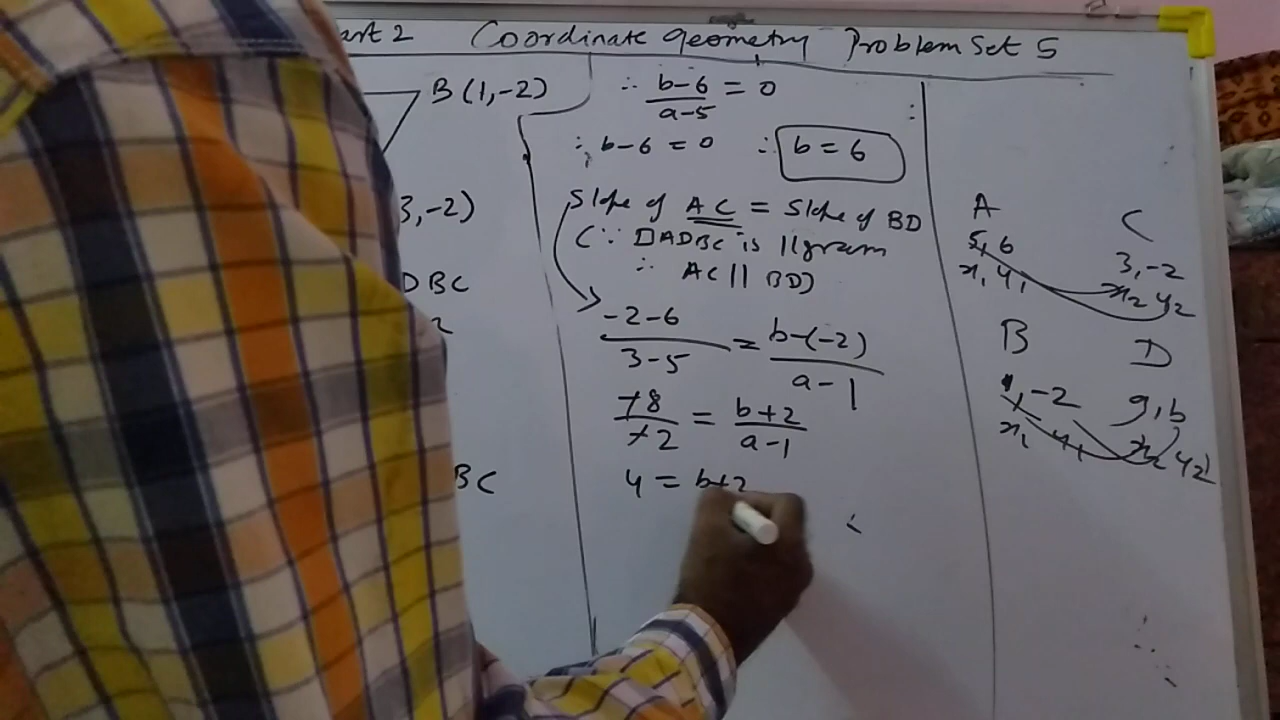 art 2 Coordinate geometry Problem Set 5
B (1, -2)
3, -2)
DBC
2
BC
∴ b-6 / a-5 = 0
∴ b-6 = 0 ∴ b = 6
Slope of AC = Slope of BD
(∵ □ADBC is ||gram
∴ AC || BD)
-2-6 / 3-5 = b-(-2) / a-1
-8 / -2 = b+2 / a-1
4 = b+2
A C
5, 6 3, -2
x₁ y₁ x₂ y₂
B D
1, -2 9, b
x₁ y₁ x₂ y₂